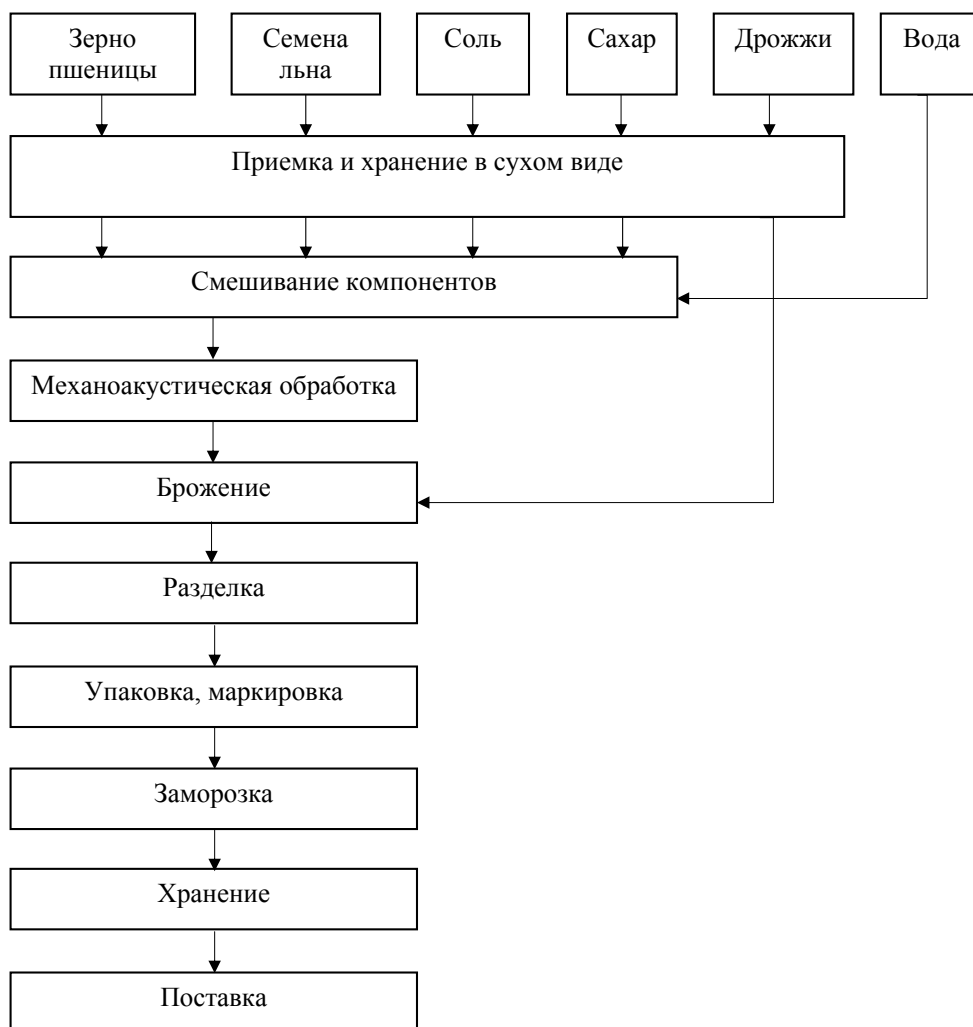 Зерно
пшеницы
Семена
льна
Соль
Сахар
Дрожжи
Вода
Приемка и хранение в сухом виде
Смешивание компонентов
Механоакустическая обработка
Брожение
Разделка
Упаковка, маркировка
Заморозка
Хранение
Поставка